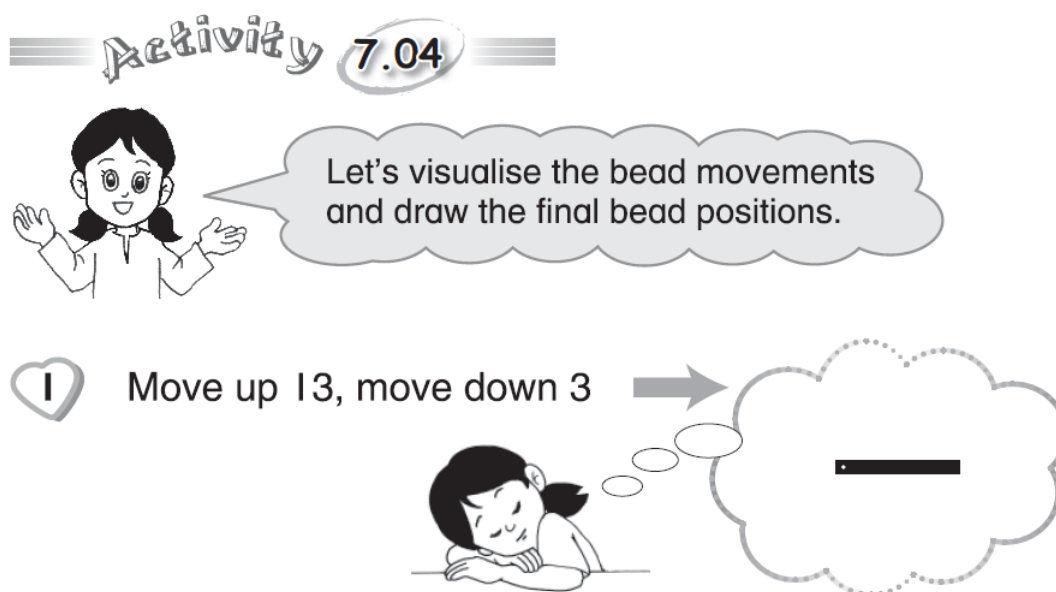 Activity 7.04
Let's visualise the bead movements
and draw the final bead positions.
1 Move up 13, move down 3